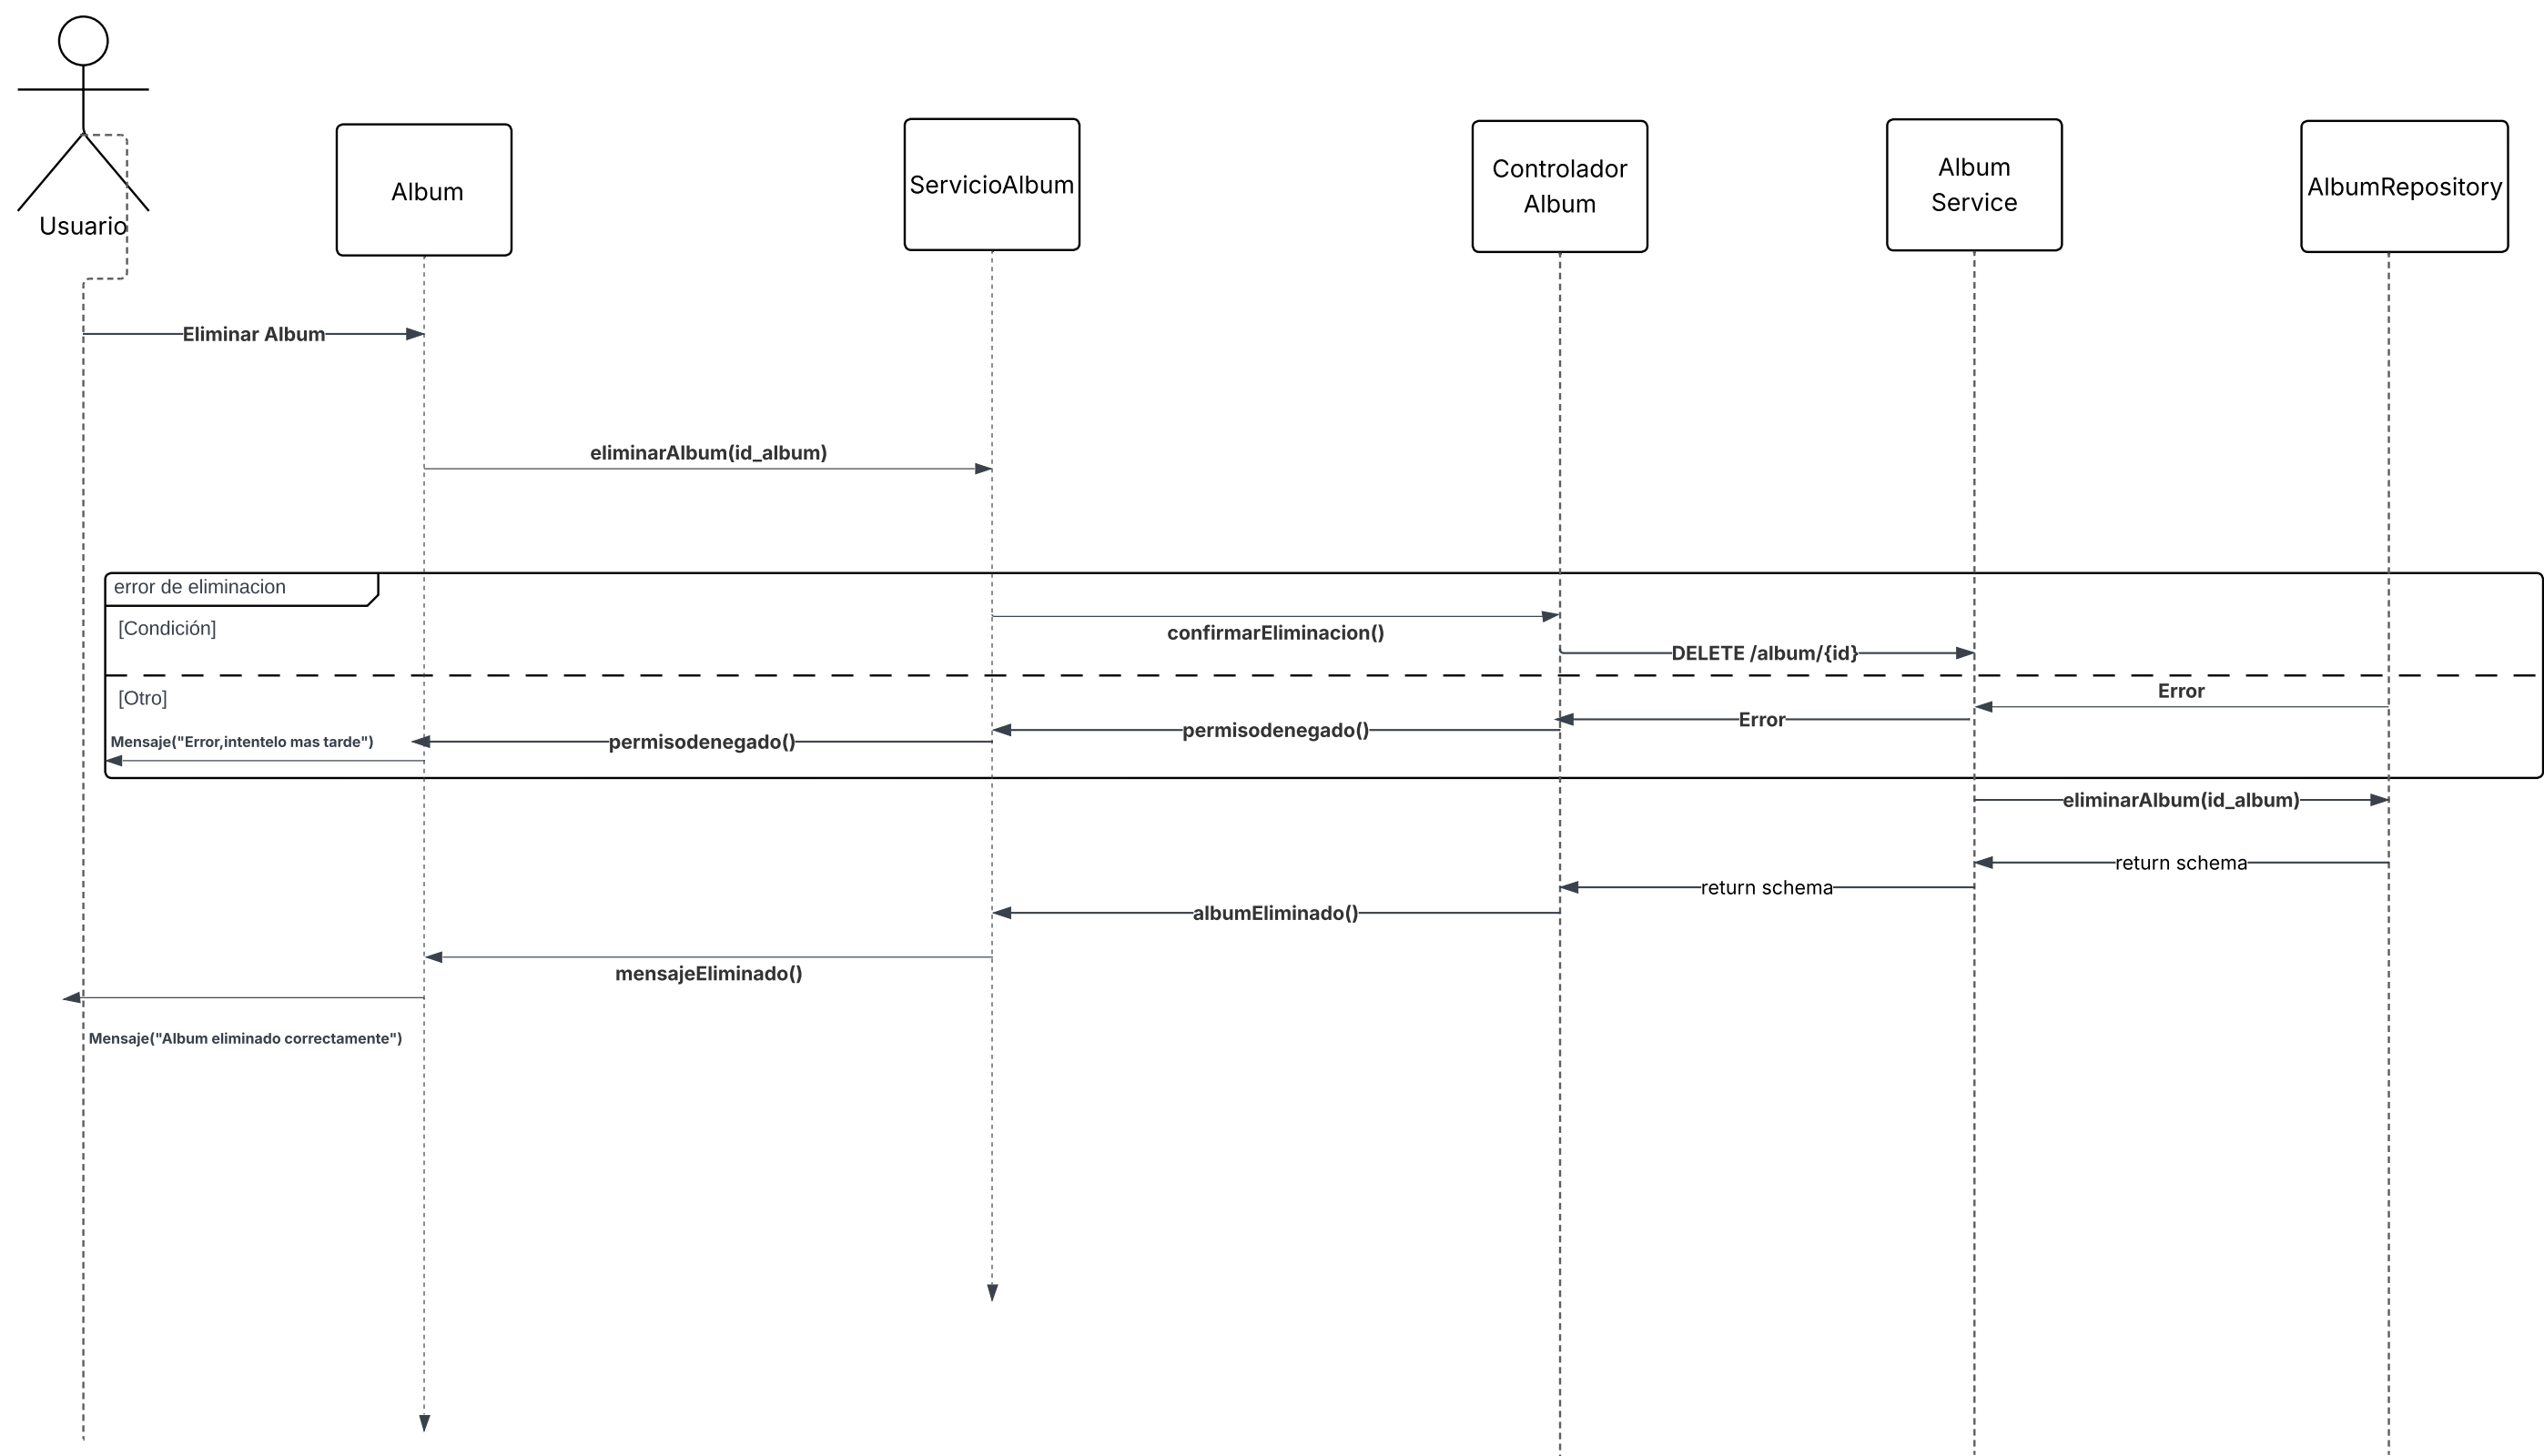 Usuario
Album
ServicioAlbum
Controlador
Album
Album
Service
AlbumRepository
Eliminar Album
eliminarAlbum(id_album)
error de eliminacion
[Condición]
confirmarEliminacion()
DELETE /album/{id}
[Otro]
Error
Error
permisodenegado()
permisodenegado()
Mensaje("Error,intentelo mas tarde")
eliminarAlbum(id_album)
return schema
return schema
albumEliminado()
mensajeEliminado()
Mensaje("Album eliminado correctamente")